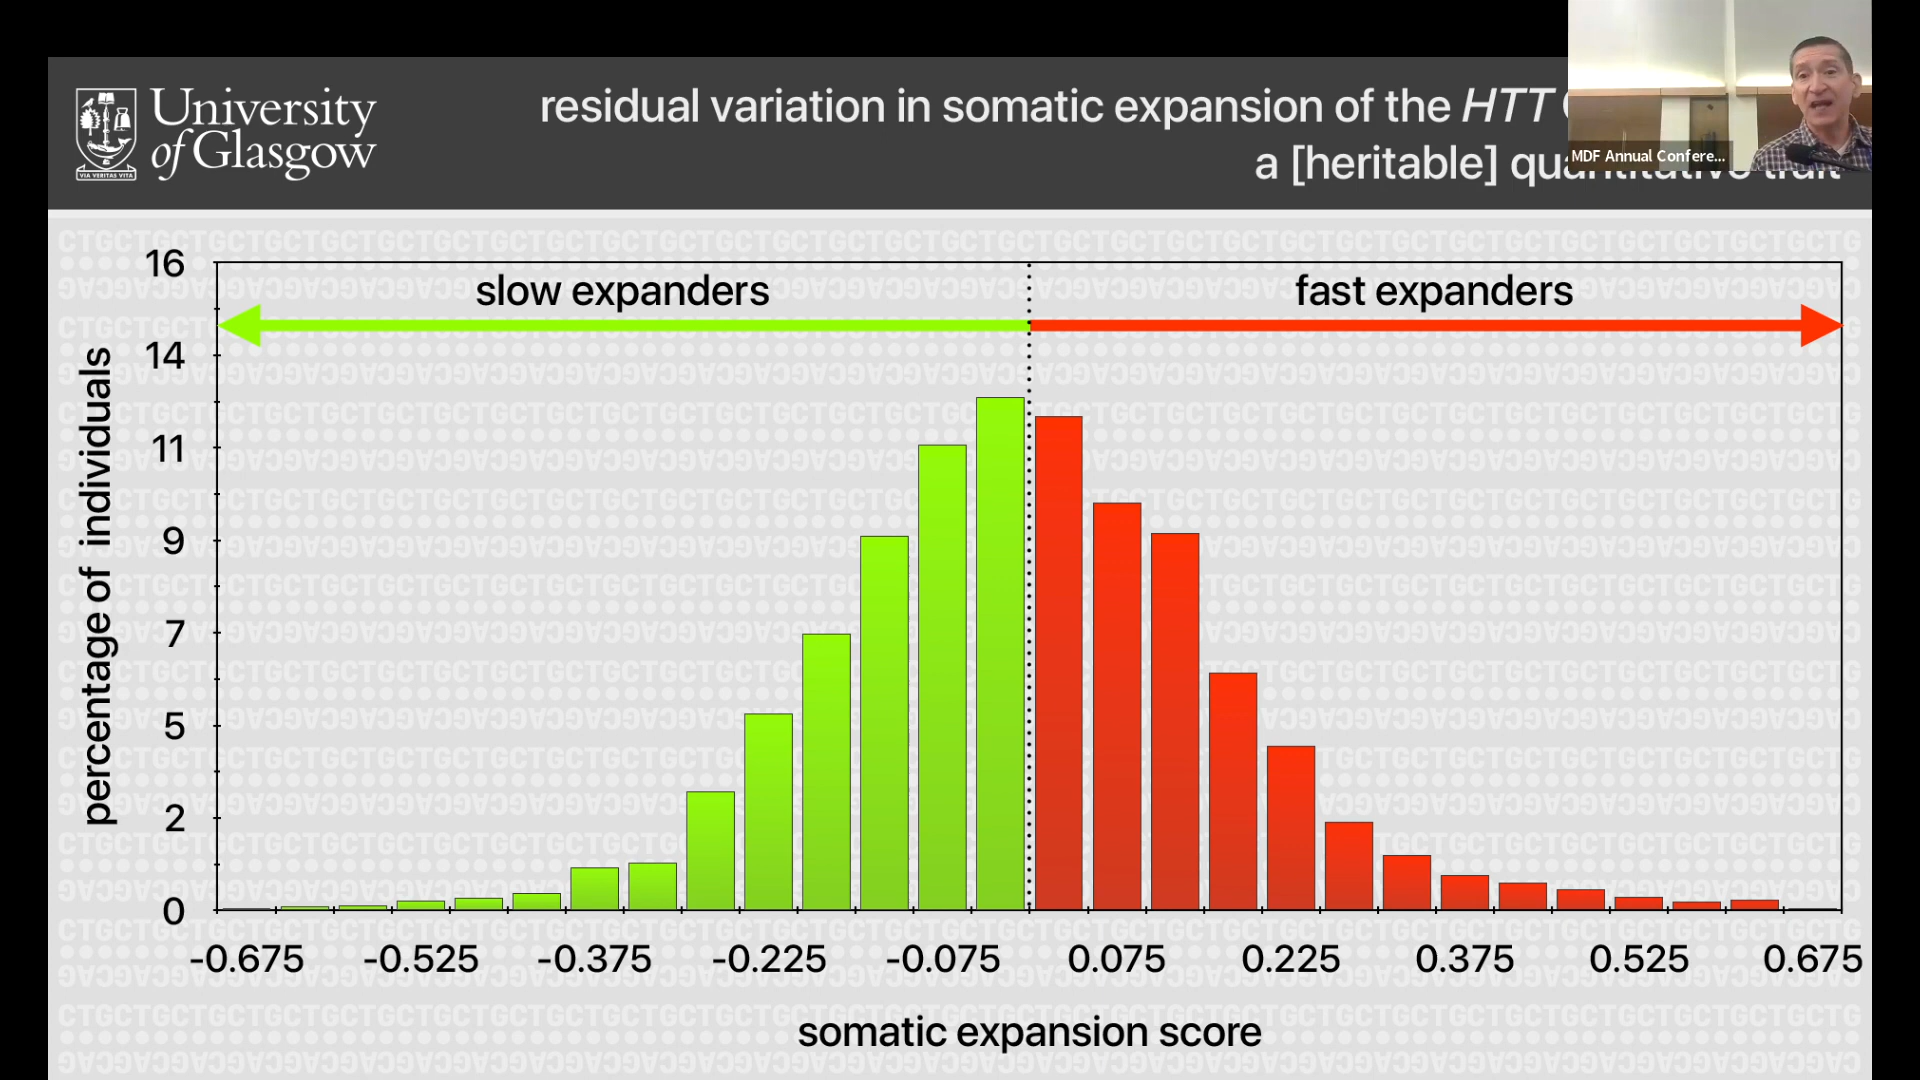 University
of Glasgow
VIA VERITAS VITA
residual variation in somatic expansion of the HTT
a [heritable] quantitative trait
MDF Annual Confere...
16
14
11
9
7
5
2
0
percentage of individuals
slow expanders
fast expanders
-0.675 -0.525 -0.375 -0.225 -0.075 0.075 0.225 0.375 0.525 0.675
somatic expansion score